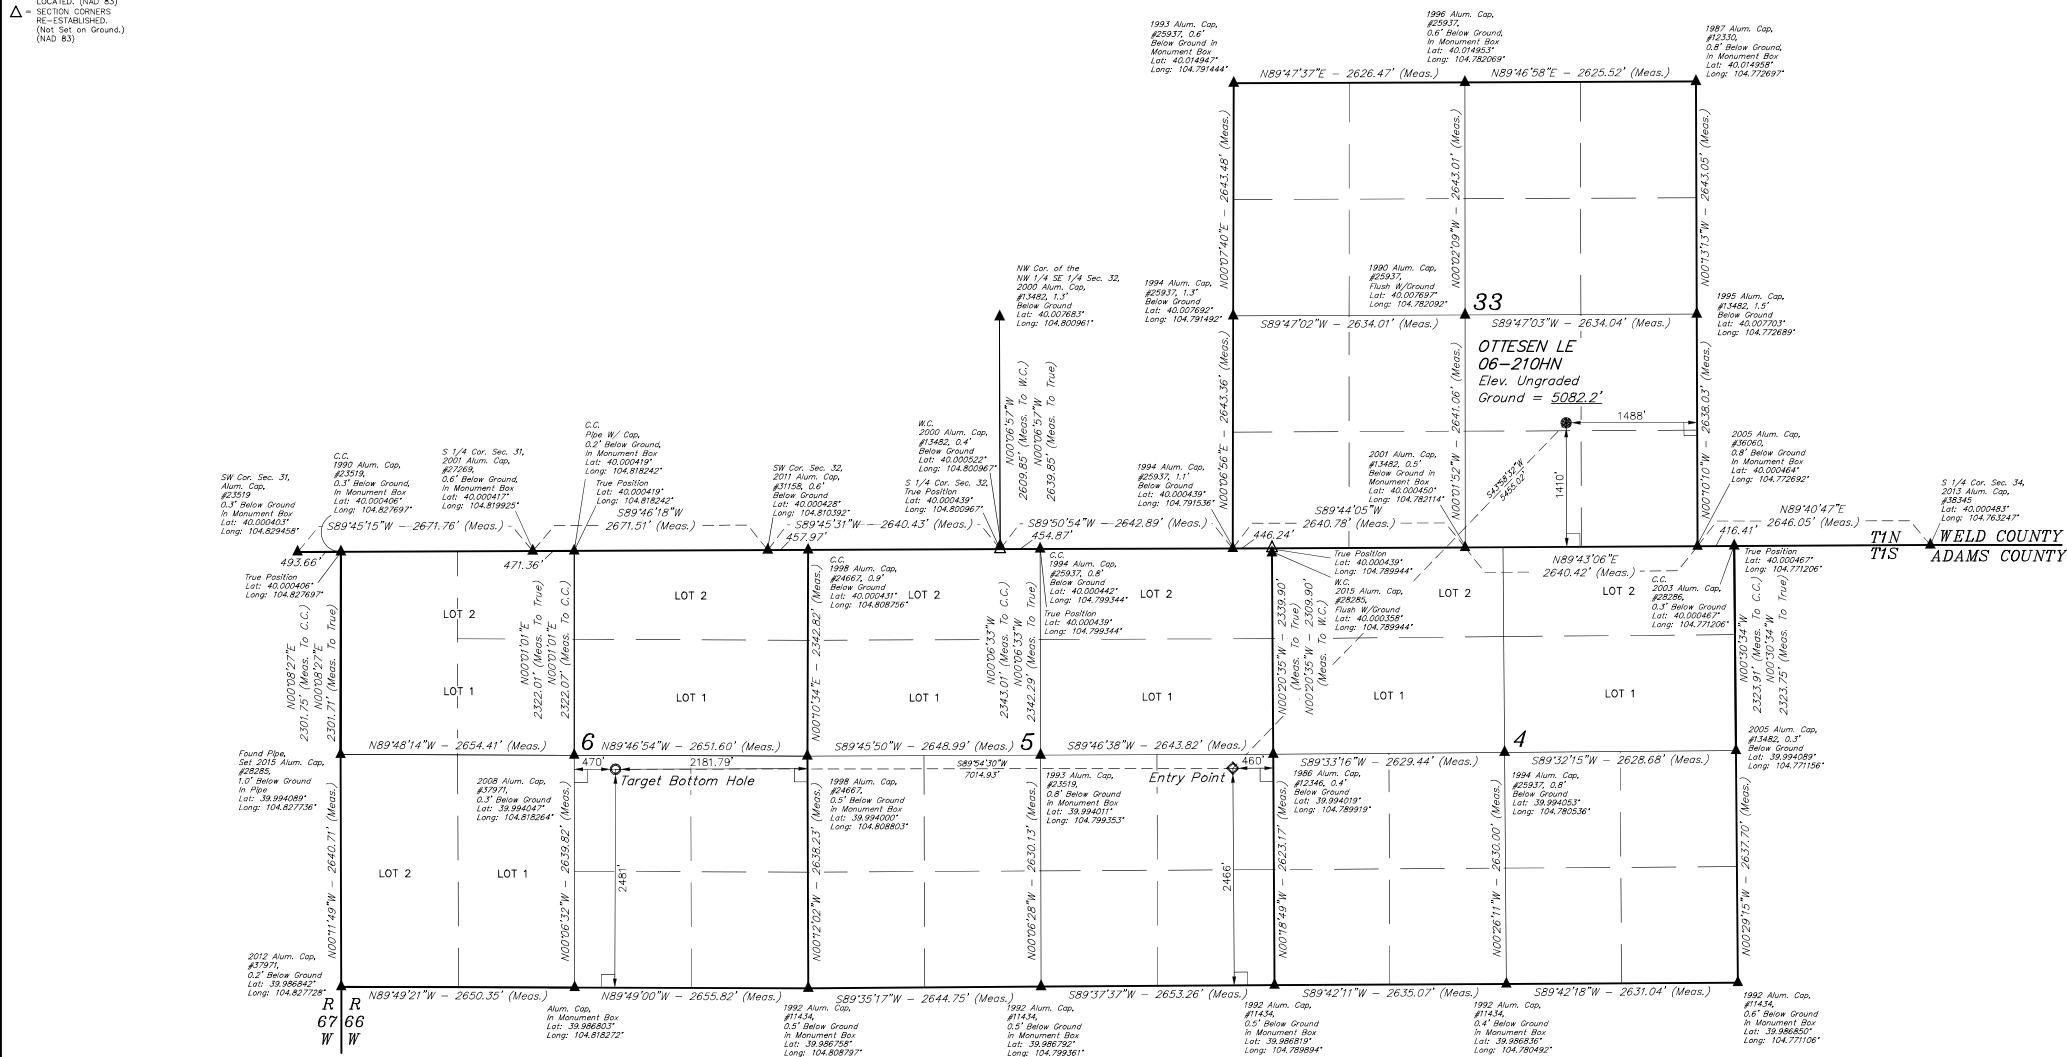 LOCATED. (NAD 83)
△ = SECTION CORNERS
RE-ESTABLISHED.
(Not Set on Ground.)
(NAD 83)
1993 Alum. Cap,
#25937, 0.6'
Below Ground in
Monument Box
Lat: 40.014947°
Long: 104.791444°
1996 Alum. Cap,
#25937,
0.6' Below Ground,
In Monument Box
Lat: 40.014953°
Long: 104.782069°
1987 Alum. Cap,
#12330,
0.8' Below Ground,
In Monument Box
Lat: 40.014958°
Long: 104.772697°
N89°47'37"E - 2626.47' (Meas.)
N89°46'58"E - 2625.52' (Meas.)
N00°07'40"E - 2643.48' (Meas.)
N00°02'09"W - 2643.01' (Meas.)
N00°13'13"W - 2643.05' (Meas.)
NW Cor. of the
NW 1/4 SE 1/4 Sec. 32,
2000 Alum. Cap,
#13482, 1.3'
Below Ground
Lat: 40.007683°
Long: 104.800961°
1994 Alum. Cap,
#25937, 1.3'
Below Ground
Lat: 40.007692°
Long: 104.791492°
1990 Alum. Cap,
#25937,
Flush W/Ground
Lat: 40.007697°
Long: 104.782092°
33
1995 Alum. Cap,
#13482, 1.5'
Below Ground
Lat: 40.007703°
Long: 104.772689°
S89°47'02"W - 2634.01' (Meas.)
S89°47'03"W - 2634.04' (Meas.)
OTTESEN LE
06-210HN
Elev. Ungraded
Ground = 5082.2'
1488'
1410'
S43°58'32"W
5455.02'
N00°06'57"W
2609.85' (Meas. To W.C.)
N00°06'57"W
2639.85' (Meas. To True)
N00°06'56"E - 2643.36' (Meas.)
N00°01'52"W - 2641.06' (Meas.)
N00°10'10"W - 2638.03' (Meas.)
SW Cor. Sec. 31,
Alum. Cap,
#23519
0.3' Below Ground
In Monument Box
Lat: 40.000403°
Long: 104.829458°
C.C.
1990 Alum. Cap,
#23519,
0.3' Below Ground,
In Monument Box
Lat: 40.000406°
Long: 104.827697°
S 1/4 Cor. Sec. 31,
2001 Alum. Cap,
#27269,
0.6' Below Ground,
In Monument Box
Lat: 40.000417°
Long: 104.819925°
C.C.
Pipe W/ Cap,
0.2' Below Ground,
In Monument Box
Lat: 40.000419°
Long: 104.818242°
True Position
Lat: 40.000419°
Long: 104.818242°
SW Cor. Sec. 32,
2011 Alum. Cap,
#31158, 0.6'
Below Ground
Lat: 40.000428°
Long: 104.810392°
W.C.
2000 Alum. Cap,
#13482, 0.4'
Below Ground
Lat: 40.000522°
Long: 104.800967°
S 1/4 Cor. Sec. 32,
True Position
Lat: 40.000439°
Long: 104.800967°
1994 Alum. Cap,
#25937, 1.1'
Below Ground
Lat: 40.000439°
Long: 104.791536°
2001 Alum. Cap,
#13482, 0.5'
Below Ground in
Monument Box
Lat: 40.000450°
Long: 104.782114°
2005 Alum. Cap,
#36060,
0.8' Below Ground
In Monument Box
Lat: 40.000464°
Long: 104.772692°
S 1/4 Cor. Sec. 34,
2013 Alum. Cap,
#38345
Lat: 40.000483°
Long: 104.763247°
S89°45'15"W - 2671.76' (Meas.)
S89°46'18"W
2671.51' (Meas.)
S89°45'31"W - 2640.43' (Meas.)
S89°50'54"W - 2642.89' (Meas.)
S89°44'05"W
2640.78' (Meas.)
N89°43'06"E
2640.42' (Meas.)
N89°40'47"E
2646.05' (Meas.)
493.66'
471.36'
457.97'
454.87'
446.24'
416.41'
T1N WELD COUNTY
T1S ADAMS COUNTY
True Position
Lat: 40.000406°
Long: 104.827697°
C.C.
1998 Alum. Cap,
#24667, 0.9'
Below Ground
Lat: 40.000431°
Long: 104.808756°
C.C.
1994 Alum. Cap,
#25937, 0.8'
Below Ground
Lat: 40.000442°
Long: 104.799344°
True Position
Lat: 40.000439°
Long: 104.799344°
True Position
Lat: 40.000439°
Long: 104.789944°
W.C.
2015 Alum. Cap,
#28285,
Flush W/Ground
Lat: 40.000358°
Long: 104.789944°
C.C.
2003 Alum. Cap,
#28286,
0.3' Below Ground
Lat: 40.000467°
Long: 104.771206°
True Position
Lat: 40.000467°
Long: 104.771206°
LOT 2
LOT 2
LOT 2
LOT 2
LOT 2
LOT 2
LOT 1
LOT 1
LOT 1
LOT 1
LOT 1
LOT 1
N00°08'27"E
2301.75' (Meas. To C.C.)
N00°08'27"E
2301.71' (Meas. To True)
N00°01'01"E
2322.01' (Meas. To True)
N00°01'01"E
2322.07' (Meas. To C.C.)
N00°10'34"E - 2342.82' (Meas.)
N00°06'33"W
2343.01' (Meas. To C.C.)
N00°06'33"W
2342.29' (Meas. To True)
N00°20'35"W - 2339.90'
(Meas. To True)
N00°20'35"W - 2309.90'
(Meas. To W.C.)
N00°30'34"W
2323.91' (Meas. To C.C.)
N00°30'34"W
2323.75' (Meas. To True)
N89°48'14"W - 2654.41' (Meas.)
6
N89°46'54"W - 2651.60' (Meas.)
S89°45'50"W - 2648.99' (Meas.)
5
S89°46'38"W - 2643.82' (Meas.)
4
S89°33'16"W - 2629.44' (Meas.)
S89°32'15"W - 2628.68' (Meas.)
Found Pipe,
Set 2015 Alum. Cap,
#28285,
1.0' Below Ground
In Pipe
Lat: 39.994089°
Long: 104.827736°
2008 Alum. Cap,
#37971,
0.3' Below Ground
Lat: 39.994047°
Long: 104.818264°
470'
2181.79'
Target Bottom Hole
S89°54'30"W
7014.93'
1998 Alum. Cap,
#24667,
0.5' Below Ground
in Monument Box
Lat: 39.994000°
Long: 104.808803°
1993 Alum. Cap,
#23519,
0.8' Below Ground
in Monument Box
Lat: 39.994011°
Long: 104.799353°
460'
Entry Point
1986 Alum. Cap,
#12346, 0.4'
Below Ground
Lat: 39.994019°
Long: 104.789919°
1994 Alum. Cap,
#25937, 0.8'
Below Ground
Lat: 39.994053°
Long: 104.780536°
2005 Alum. Cap,
#13482, 0.3'
Below Ground
Lat: 39.994089°
Long: 104.771156°
N00°11'49"W - 2640.71' (Meas.)
LOT 2
LOT 1
N00°06'32"W - 2639.82' (Meas.)
2481'
N00°12'02"W - 2638.23' (Meas.)
N00°06'28"W - 2630.13' (Meas.)
2466'
N00°18'49"W - 2623.17' (Meas.)
N00°26'11"W - 2630.00' (Meas.)
N00°29'15"W - 2637.70' (Meas.)
2012 Alum. Cap,
#37971,
0.2' Below Ground
Lat: 39.986842°
Long: 104.827728°
N89°49'21"W - 2650.35' (Meas.)
N89°49'00"W - 2655.82' (Meas.)
S89°35'17"W - 2644.75' (Meas.)
S89°37'37"W - 2653.26' (Meas.)
S89°42'11"W - 2635.07' (Meas.)
S89°42'18"W - 2631.04' (Meas.)
R R
67 66
W W
Alum. Cap,
In Monument Box
Lat: 39.986803°
Long: 104.818272°
1992 Alum. Cap,
#11434,
0.5' Below Ground
in Monument Box
Lat: 39.986758°
Long: 104.808797°
1992 Alum. Cap,
#11434,
0.5' Below Ground
in Monument Box
Lat: 39.986792°
Long: 104.799361°
1992 Alum. Cap,
#11434,
0.5' Below Ground
in Monument Box
Lat: 39.986819°
Long: 104.789894°
1992 Alum. Cap,
#11434,
0.4' Below Ground
in Monument Box
Lat: 39.986836°
Long: 104.780492°
1992 Alum. Cap,
#11434,
0.6' Below Ground
In Monument Box
Lat: 39.986850°
Long: 104.771106°